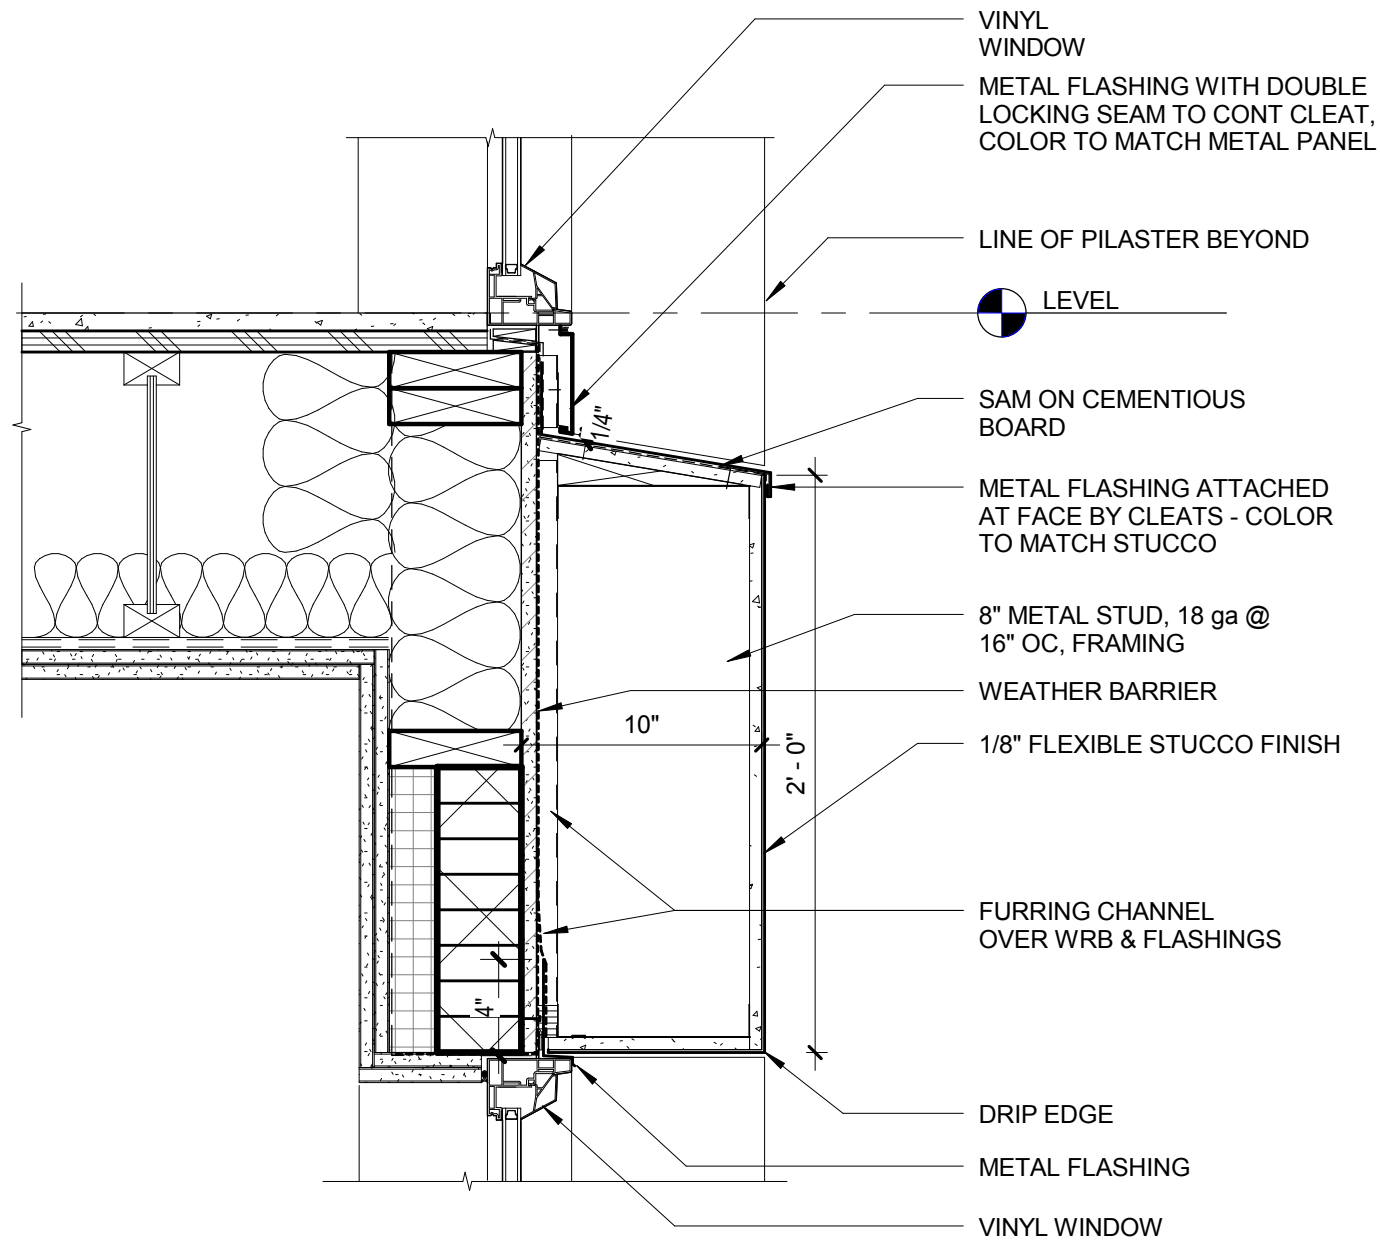 VINYL
WINDOW
METAL FLASHING WITH DOUBLE
LOCKING SEAM TO CONT CLEAT,
COLOR TO MATCH METAL PANEL
LINE OF PILASTER BEYOND
LEVEL
SAM ON CEMENTIOUS
BOARD
1/4"
METAL FLASHING ATTACHED
AT FACE BY CLEATS - COLOR
TO MATCH STUCCO
8" METAL STUD, 18 ga @
16" OC, FRAMING
WEATHER BARRIER
10"
2' - 0"
1/8" FLEXIBLE STUCCO FINISH
FURRING CHANNEL
OVER WRB & FLASHINGS
4"
DRIP EDGE
METAL FLASHING
VINYL WINDOW